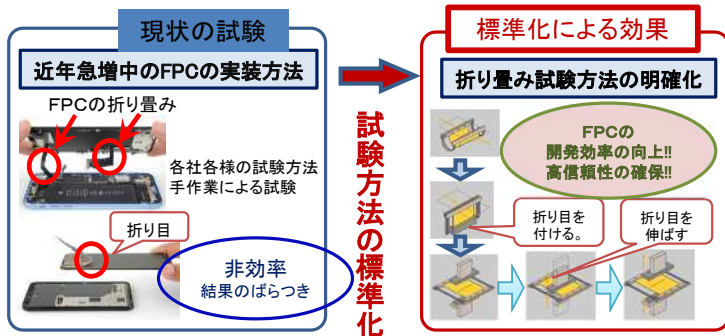 現状の試験
近年急増中のFPCの実装方法
FPCの折り畳み
各社各様の試験方法
手作業による試験
折り目
非効率
結果のばらつき
試験方法の標準化
標準化による効果
折り畳み試験方法の明確化
FPCの
開発効率の向上!!
高信頼性の確保!!
折り目を
付ける。
折り目を
伸ばす